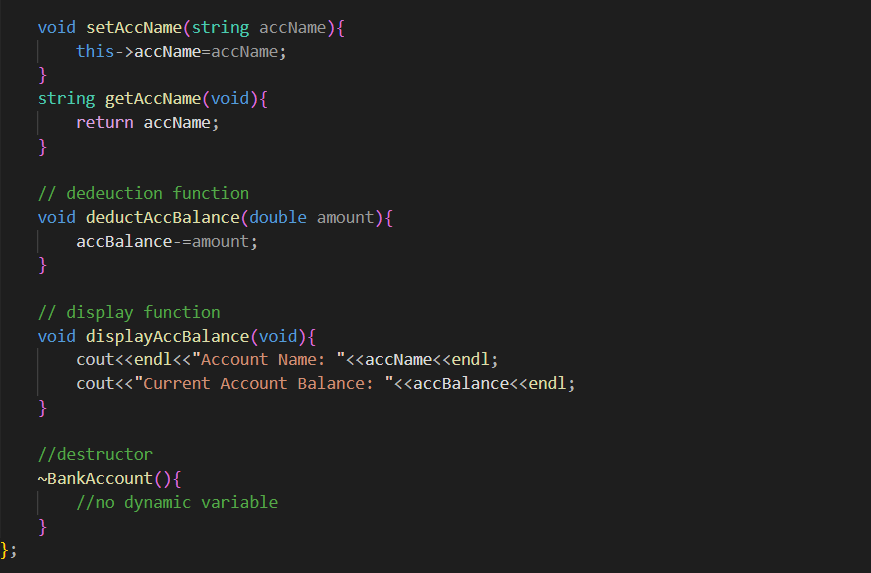 void setAccName(string accName){
this->accName=accName;
}
string getAccName(void){
return accName;
}
// dedeuction function
void deductAccBalance(double amount){
accBalance-=amount;
}
// display function
void displayAccBalance(void){
cout<<endl<<"Account Name: "<<accName<<endl;
cout<<"Current Account Balance: "<<accBalance<<endl;
}
//destructor
~BankAccount(){
//no dynamic variable
}
};